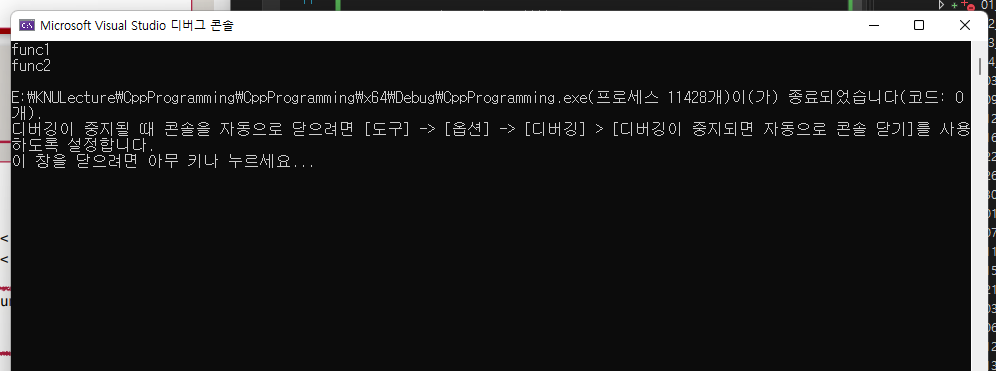 Microsoft Visual Studio 디버그 콘솔
func1
func2
E:\KNULecture\CppProgramming\CppProgramming\x64\Debug\CppProgramming.exe(프로세스 11428개)이(가) 종료되었습니다(코드: 0
개).
디버깅이 중지될 때 콘솔을 자동으로 닫으려면 [도구] -> [옵션] -> [디버깅] > [디버깅이 중지되면 자동으로 콘솔 닫기]를 사용
하도록 설정합니다.
이 창을 닫으려면 아무 키나 누르세요...